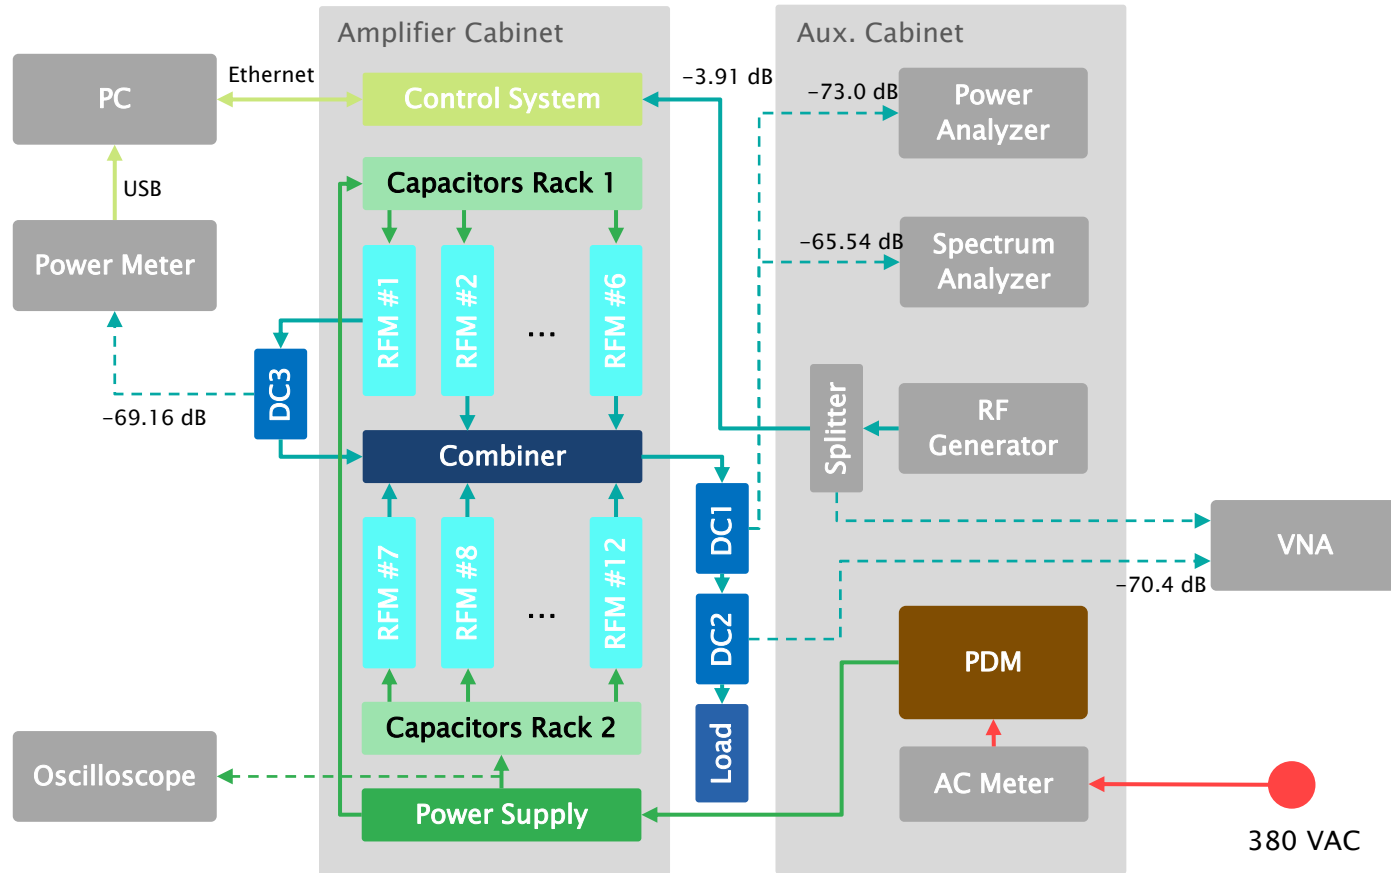 Amplifier Cabinet
Aux. Cabinet
PC
Ethernet
Control System
−3.91 dB
−73.0 dB
Power
Analyzer
USB
Capacitors Rack 1
Power Meter
−65.54 dB
Spectrum
Analyzer
RFM #1
RFM #2
...
RFM #6
DC3
−69.16 dB
Splitter
RF
Generator
Combiner
DC1
VNA
RFM #7
RFM #8
...
RFM #12
−70.4 dB
DC2
PDM
Capacitors Rack 2
Load
Oscilloscope
AC Meter
Power Supply
380 VAC